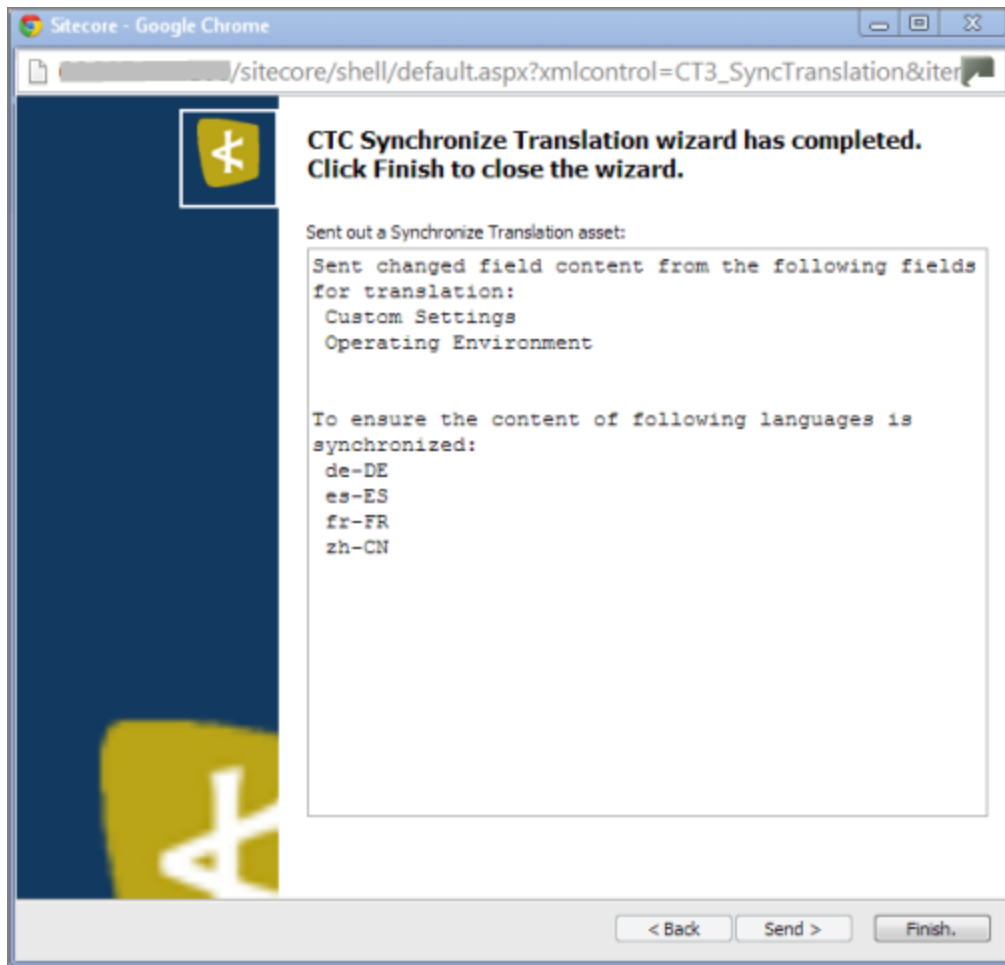 Sitecore - Google Chrome
/sitecore/shell/default.aspx?xmlcontrol=CT3_SyncTranslation&iter
CTC Synchronize Translation wizard has completed.
Click Finish to close the wizard.
Sent out a Synchronize Translation asset:
Sent changed field content from the following fields
for translation:
Custom Settings
Operating Environment
To ensure the content of following languages is
synchronized:
de-DE
es-ES
fr-FR
zh-CN
< Back
Send >
Finish.